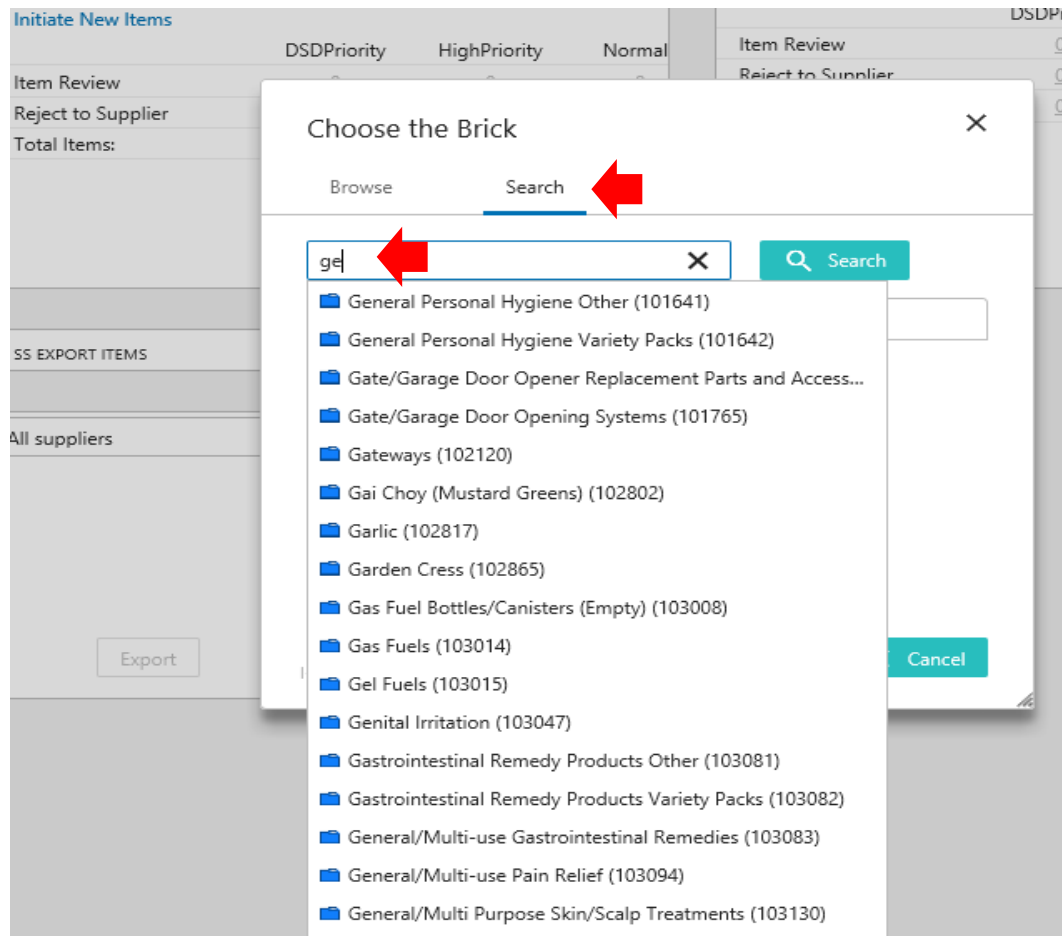 Initiate New Items
DSDPriority HighPriority Normal
Item Review
Reject to Supplier
Total Items:
Item Review
Reject to Supplier
SS EXPORT ITEMS
All suppliers
Export
Choose the Brick
Browse Search
ge
Search
General Personal Hygiene Other (101641)
General Personal Hygiene Variety Packs (101642)
Gate/Garage Door Opener Replacement Parts and Access...
Gate/Garage Door Opening Systems (101765)
Gateways (102120)
Gai Choy (Mustard Greens) (102802)
Garlic (102817)
Garden Cress (102865)
Gas Fuel Bottles/Canisters (Empty) (103008)
Gas Fuels (103014)
Gel Fuels (103015)
Genital Irritation (103047)
Gastrointestinal Remedy Products Other (103081)
Gastrointestinal Remedy Products Variety Packs (103082)
General/Multi-use Gastrointestinal Remedies (103083)
General/Multi-use Pain Relief (103094)
General/Multi Purpose Skin/Scalp Treatments (103130)
Cancel